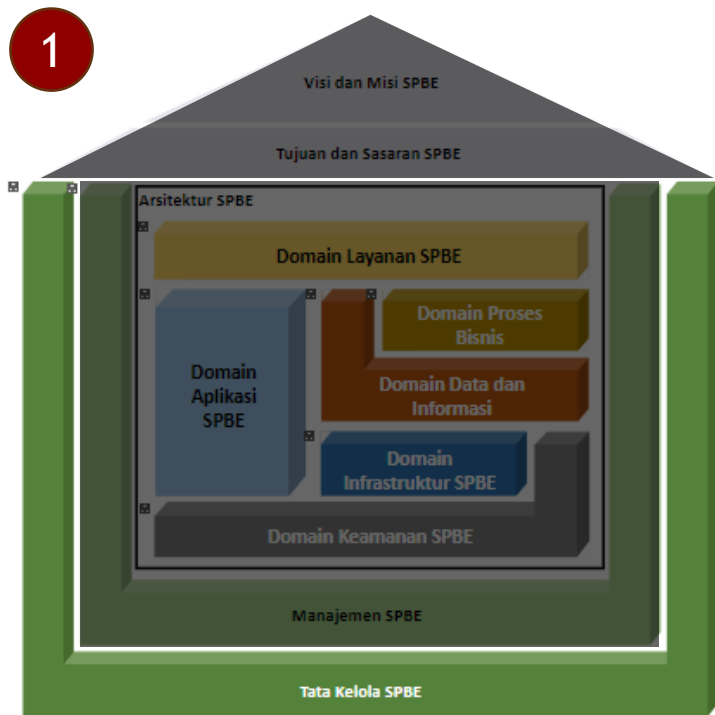 1
Visi dan Misi SPBE
Tujuan dan Sasaran SPBE
Arsitektur SPBE
Domain Layanan SPBE
Domain
Aplikasi
SPBE
Domain Proses
Bisnis
Domain Data dan
Informasi
Domain
Infrastruktur SPBE
Domain Keamanan SPBE
Manajemen SPBE
Tata Kelola SPBE